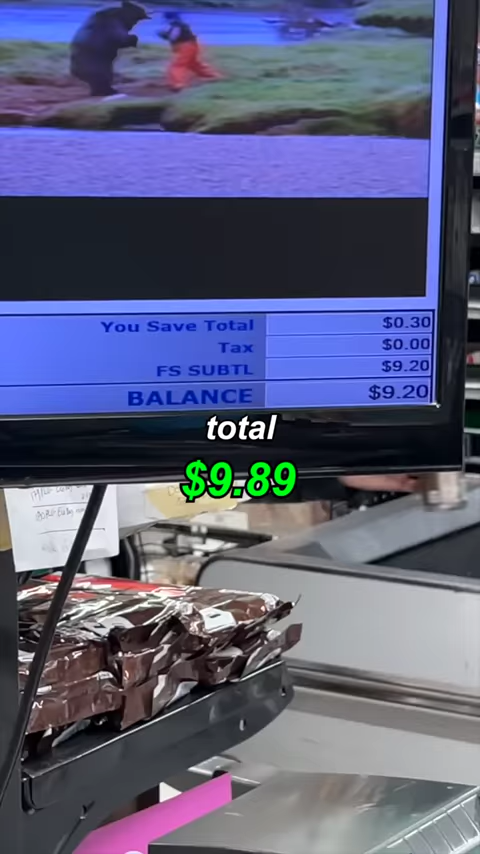 You Save Total $0.30
Tax $0.00
FS SUBTL $9.20
BALANCE $9.20
total
$9.89